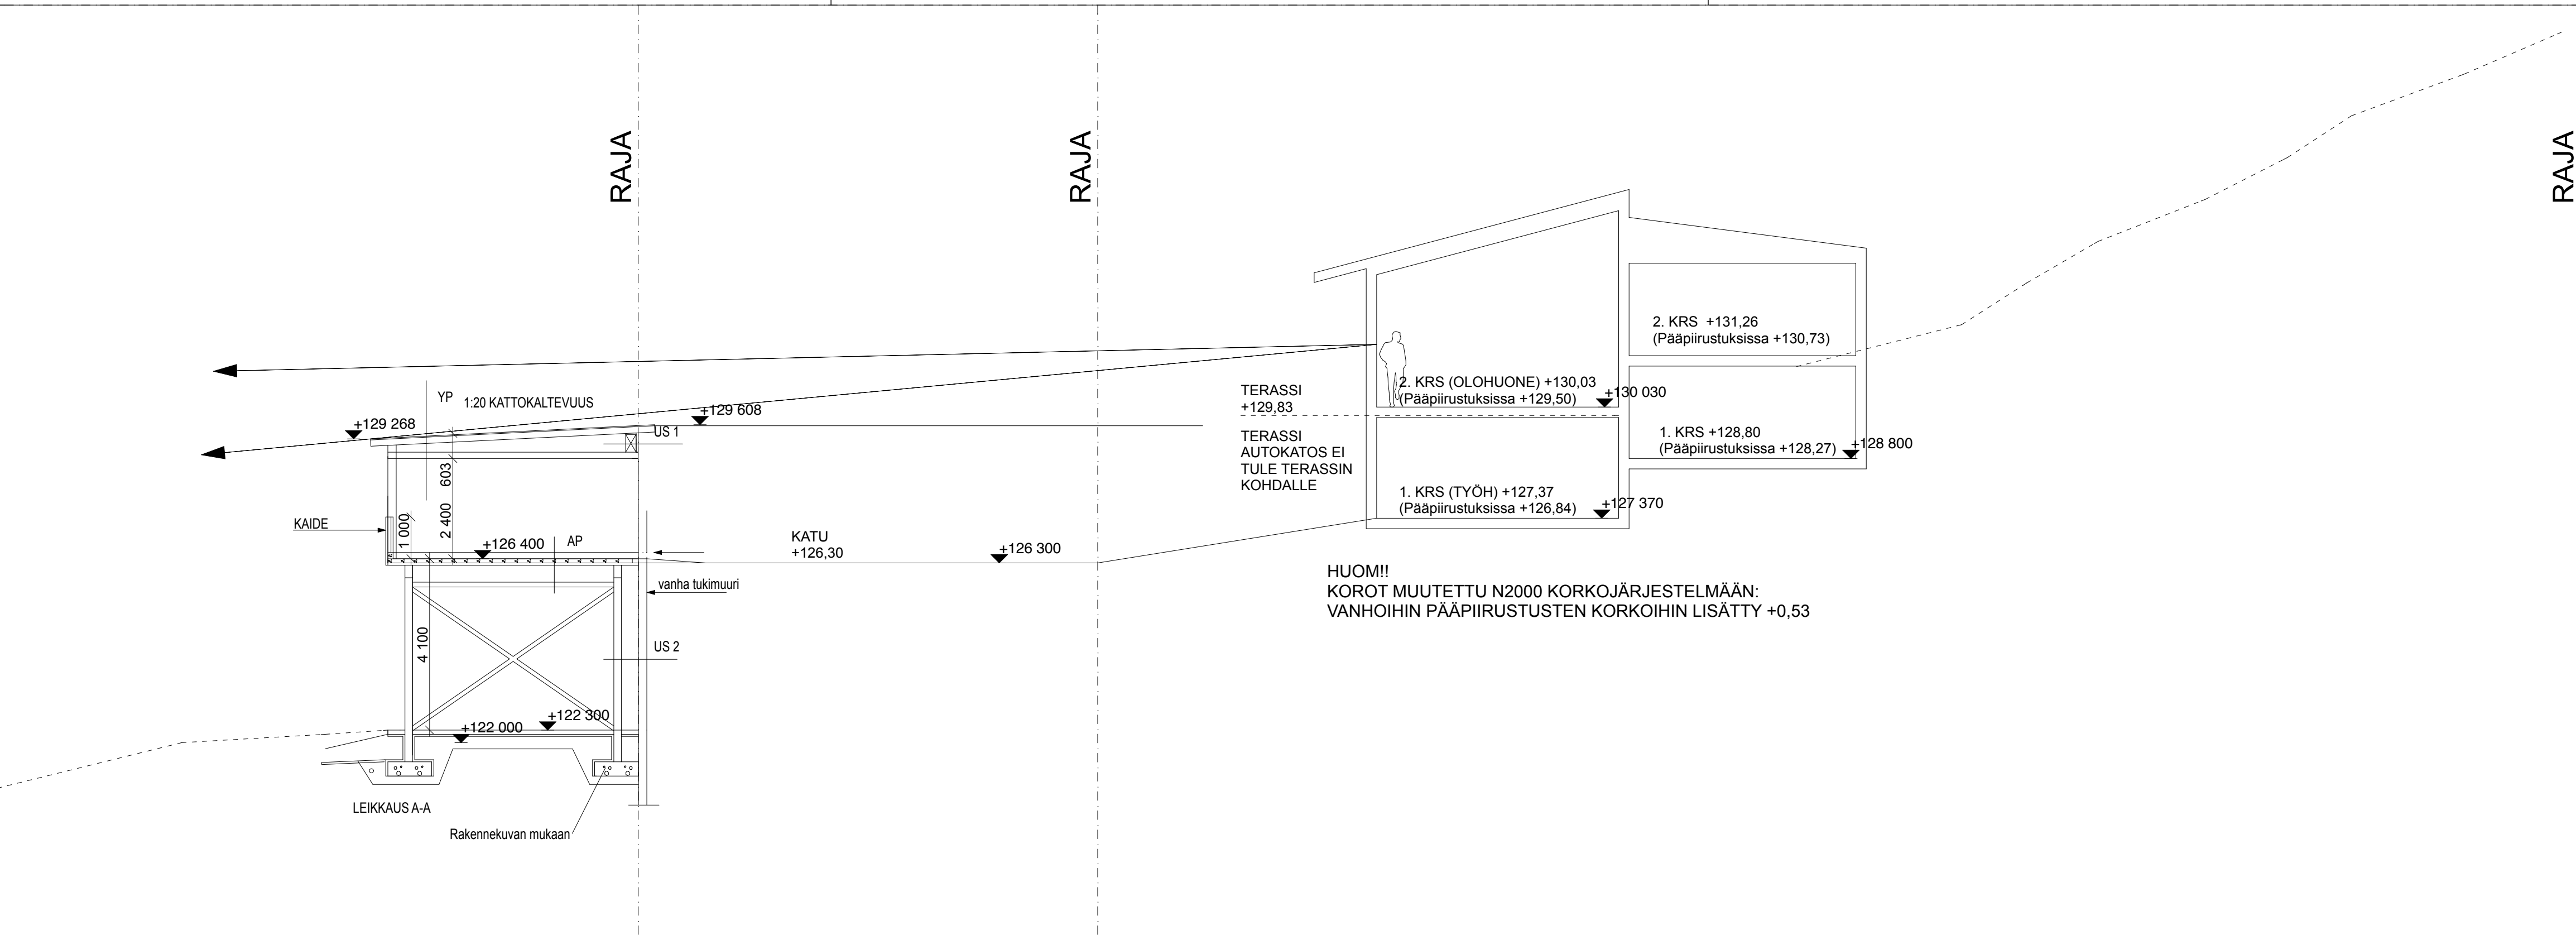 RAJA
RAJA
RAJA
YP
1:20 KATTOKALTEVUUS
+129 268
+129 608
US 1
603
2 400
1 000
KAIDE
+126 400
AP
KATU
+126,30
+126 300
vanha tukimuuri
4 100
US 2
+122 300
+122 000
LEIKKAUS A-A
Rakennekuvan mukaan
TERASSI
+129,83
TERASSI
AUTOKATOS EI
TULE TERASSIN
KOHDALLE
2. KRS (OLOHUONE) +130,03
(Pääpiirustuksissa +129,50)
+130 030
2. KRS +131,26
(Pääpiirustuksissa +130,73)
1. KRS +128,80
(Pääpiirustuksissa +128,27)
+128 800
1. KRS (TYÖH) +127,37
(Pääpiirustuksissa +126,84)
+127 370
HUOM!!
KOROT MUUTETTU N2000 KORKOJÄRJESTELMÄÄN:
VANHOIHIN PÄÄPIIRUSTUSTEN KORKOIHIN LISÄTTY +0,53